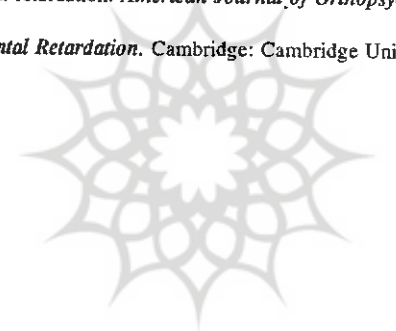 retardation. American Journal of Orthopsy
ntal Retardation. Cambridge: Cambridge Uni